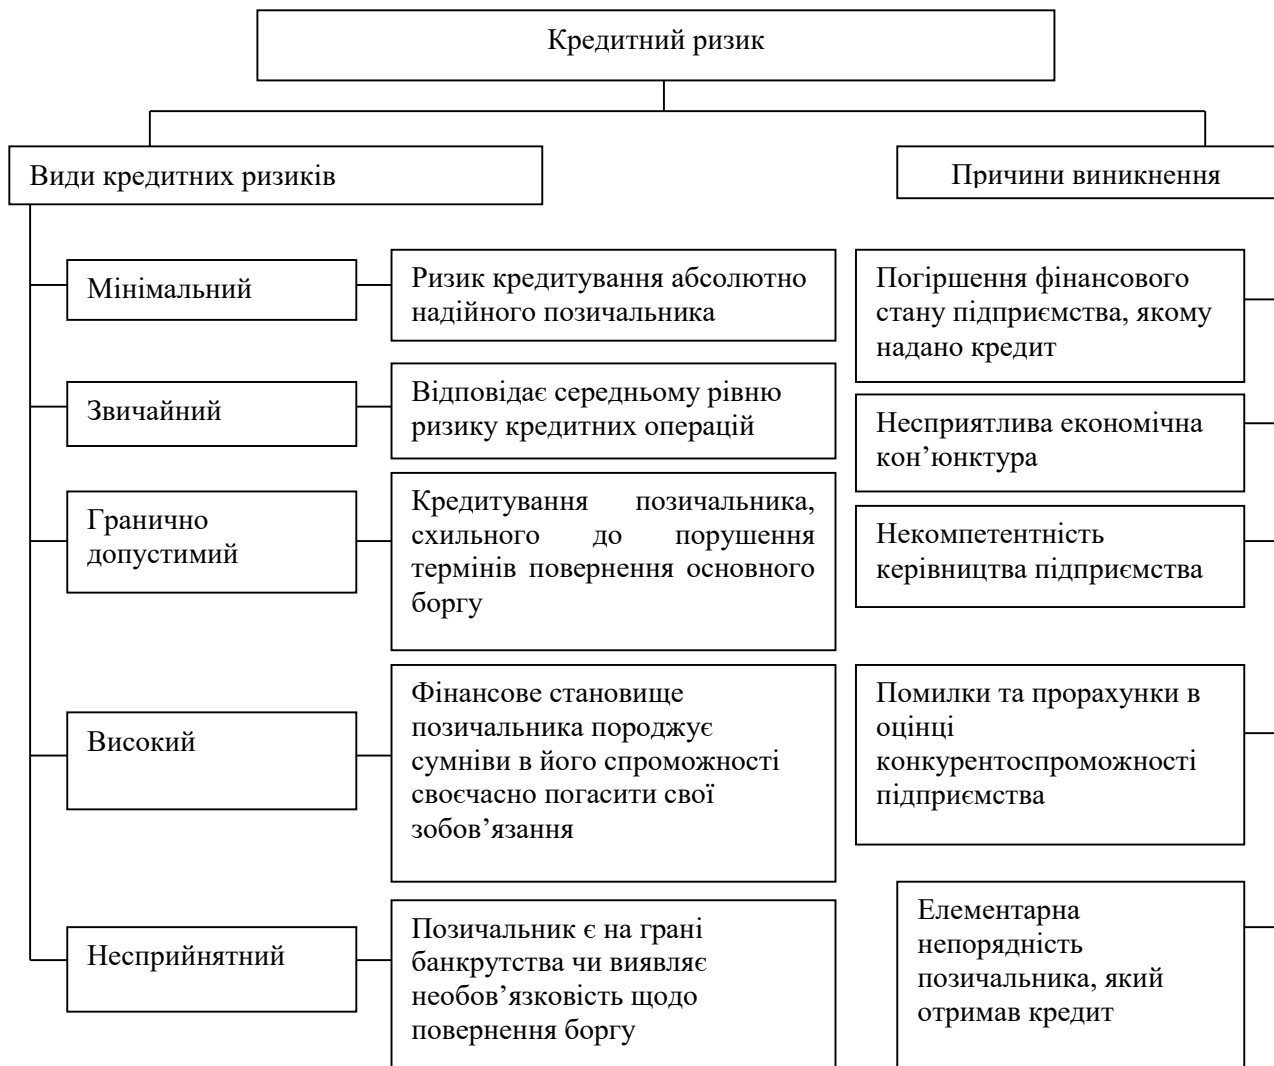 Кредитний ризик
Види кредитних ризиків
Причини виникнення
Мінімальний
Ризик кредитування абсолютно
надійного позичальника
Звичайний
Відповідає середньому рівню
ризику кредитних операцій
Гранично
допустимий
Кредитування позичальника,
схильного до порушення
термінів повернення основного
боргу
Високий
Фінансове становище
позичальника породжує
сумніви в його спроможності
своєчасно погасити свої
зобов’язання
Несприйнятний
Позичальник є на грані
банкрутства чи виявляє
необов’язковість щодо
повернення боргу
Погіршення фінансового
стану підприємства, якому
надано кредит
Несприятлива економічна
кон’юнктура
Некомпетентність
керівництва підприємства
Помилки та прорахунки в
оцінці
конкурентоспроможності
підприємства
Елементарна
непорядність
позичальника, який
отримав кредит